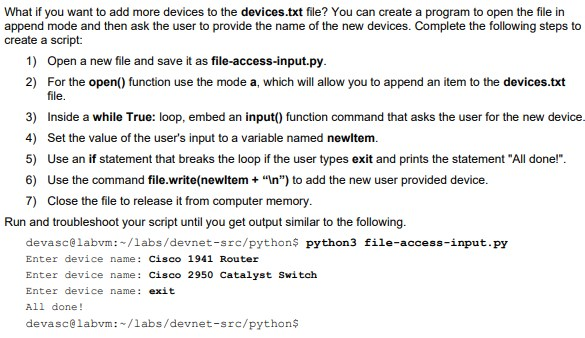 What if you want to add more devices to the devices.txt file? You can create a program to open the file in
append mode and then ask the user to provide the name of the new devices. Complete the following steps to
create a script:
1) Open a new file and save it as file-access-input.py.
2) For the open() function use the mode a, which will allow you to append an item to the devices.txt
file.
3) Inside a while True: loop, embed an input() function command that asks the user for the new device.
4) Set the value of the user's input to a variable named newItem.
5) Use an if statement that breaks the loop if the user types exit and prints the statement "All done!".
6) Use the command file.write(newItem + “\n”) to add the new user provided device.
7) Close the file to release it from computer memory.
Run and troubleshoot your script until you get output similar to the following.
devasc@labvm:~/labs/devnet-src/python$ python3 file-access-input.py
Enter device name: Cisco 1941 Router
Enter device name: Cisco 2950 Catalyst Switch
Enter device name: exit
All done!
devasc@labvm:~/labs/devnet-src/python$